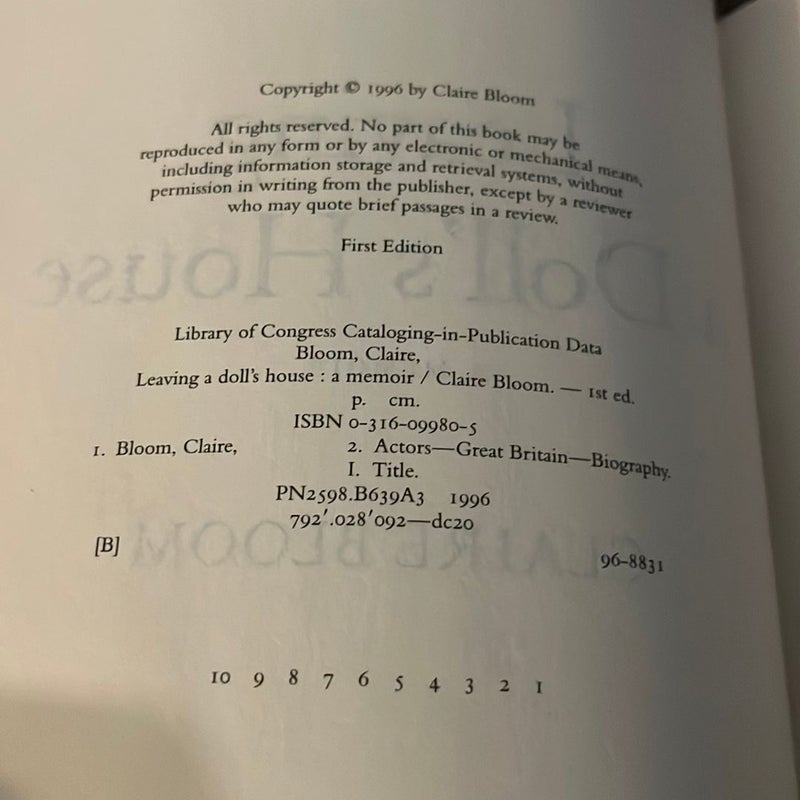 Copyright © 1996 by Claire Bloom
All rights reserved. No part of this book may be
reproduced in any form or by any electronic or mechanical means,
including information storage and retrieval systems, without
permission in writing from the publisher, except by a reviewer
who may quote brief passages in a review.
First Edition
Doll's House
Library of Congress Cataloging-in-Publication Data
Bloom, Claire,
Leaving a doll's house : a memoir / Claire Bloom. — 1st ed.
p. cm.
ISBN 0-316-09980-5
1. Bloom, Claire, 2. Actors—Great Britain—Biography.
I. Title.
PN2598.B639A3 1996
792'.028'092—dc20
[B] 96-8831
CLAIRE BLOOM
10 9 8 7 6 5 4 3 2 1